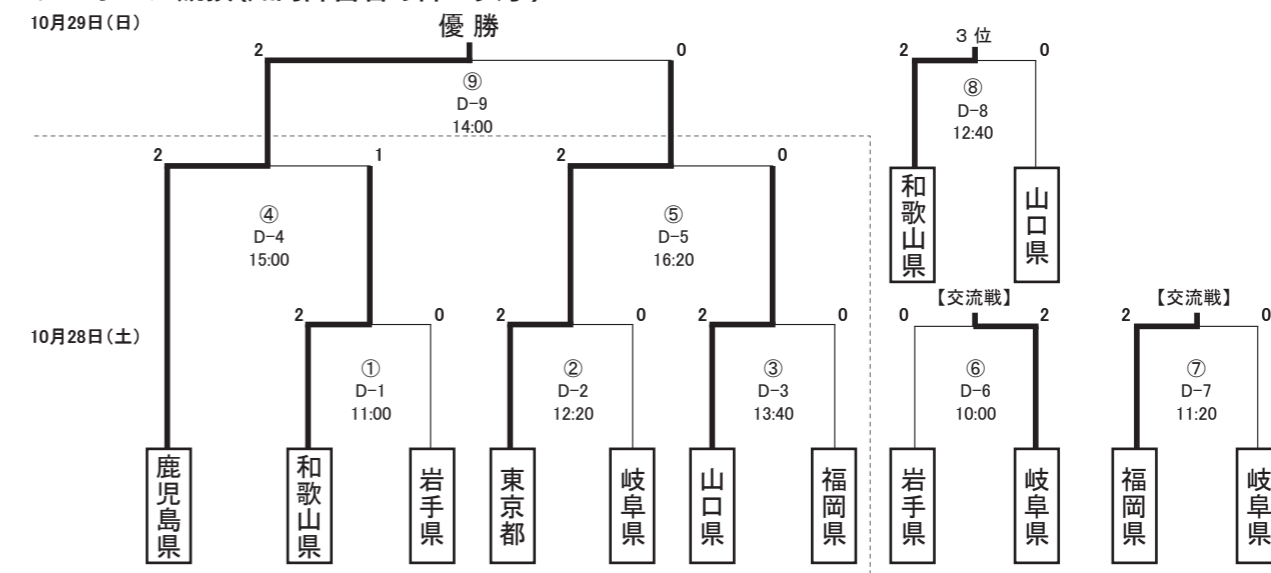 10月29日(日)
優 勝
2
0
⑨
D-9
14:00
3 位
2
0
⑧
D-8
12:40
和歌山県
山口県
2
1
④
D-4
15:00
2
0
⑤
D-5
16:20
10月28日(土)
2
0
①
D-1
11:00
2
0
②
D-2
12:20
2
0
③
D-3
13:40
【交流戦】
0
2
⑥
D-6
10:00
【交流戦】
2
0
⑦
D-7
11:20
鹿児島県
和歌山県
岩手県
東京都
岐阜県
山口県
福岡県
岩手県
岐阜県
福岡県
岐阜県